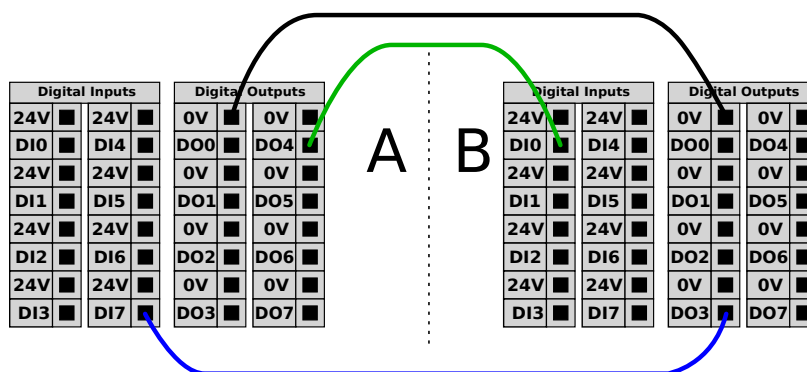 Digital Inputs Digital Outputs Digital Inputs Digital Outputs
24V 24V 0V 0V 24V 24V 0V 0V
DI0 DI4 DO0 DO4 A B DI0 DI4 DO0 DO4
24V 24V 0V 0V 24V 24V 0V 0V
DI1 DI5 DO1 DO5 DI1 DI5 DO1 DO5
24V 24V 0V 0V 24V 24V 0V 0V
DI2 DI6 DO2 DO6 DI2 DI6 DO2 DO6
24V 24V 0V 0V 24V 24V 0V 0V
DI3 DI7 DO3 DO7 DI3 DI7 DO3 DO7